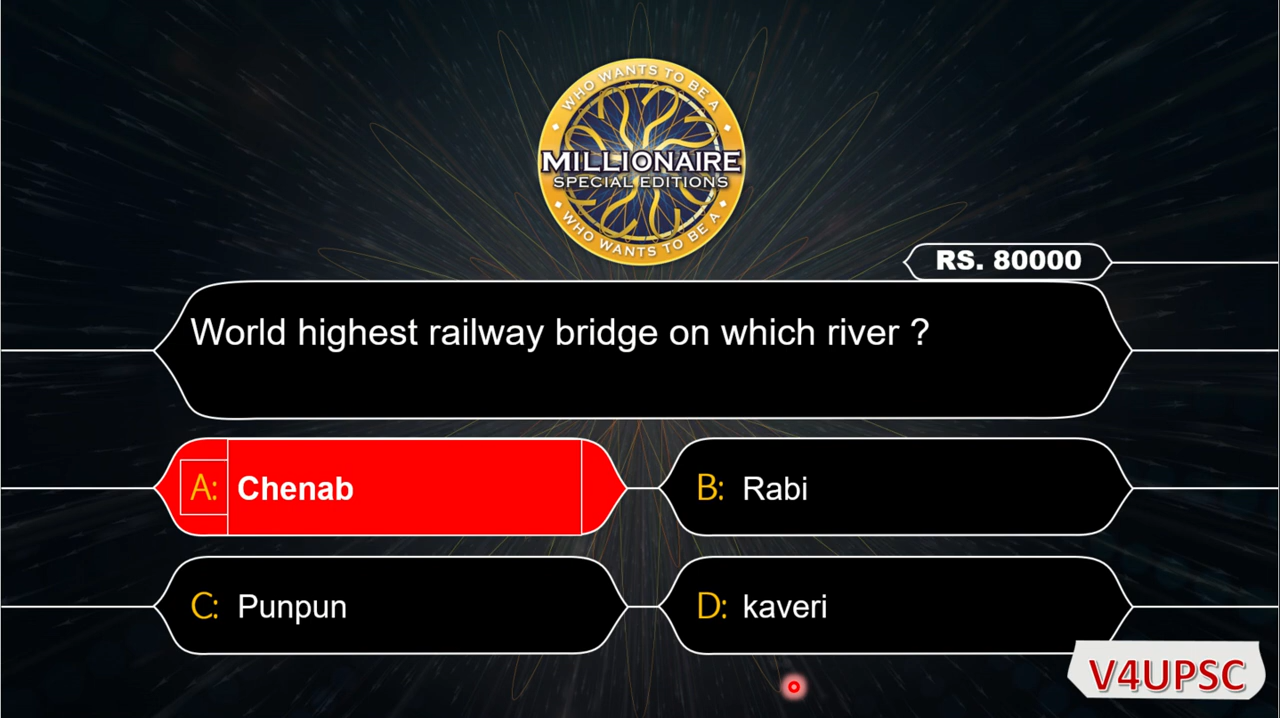 WHO WANTS TO BE A
MILLIONAIRE
SPECIAL EDITIONS
WHO WANTS TO BE A
RS. 80000
World highest railway bridge on which river ?
A: Chenab
B: Rabi
C: Punpun
D: kaveri
V4UPSC